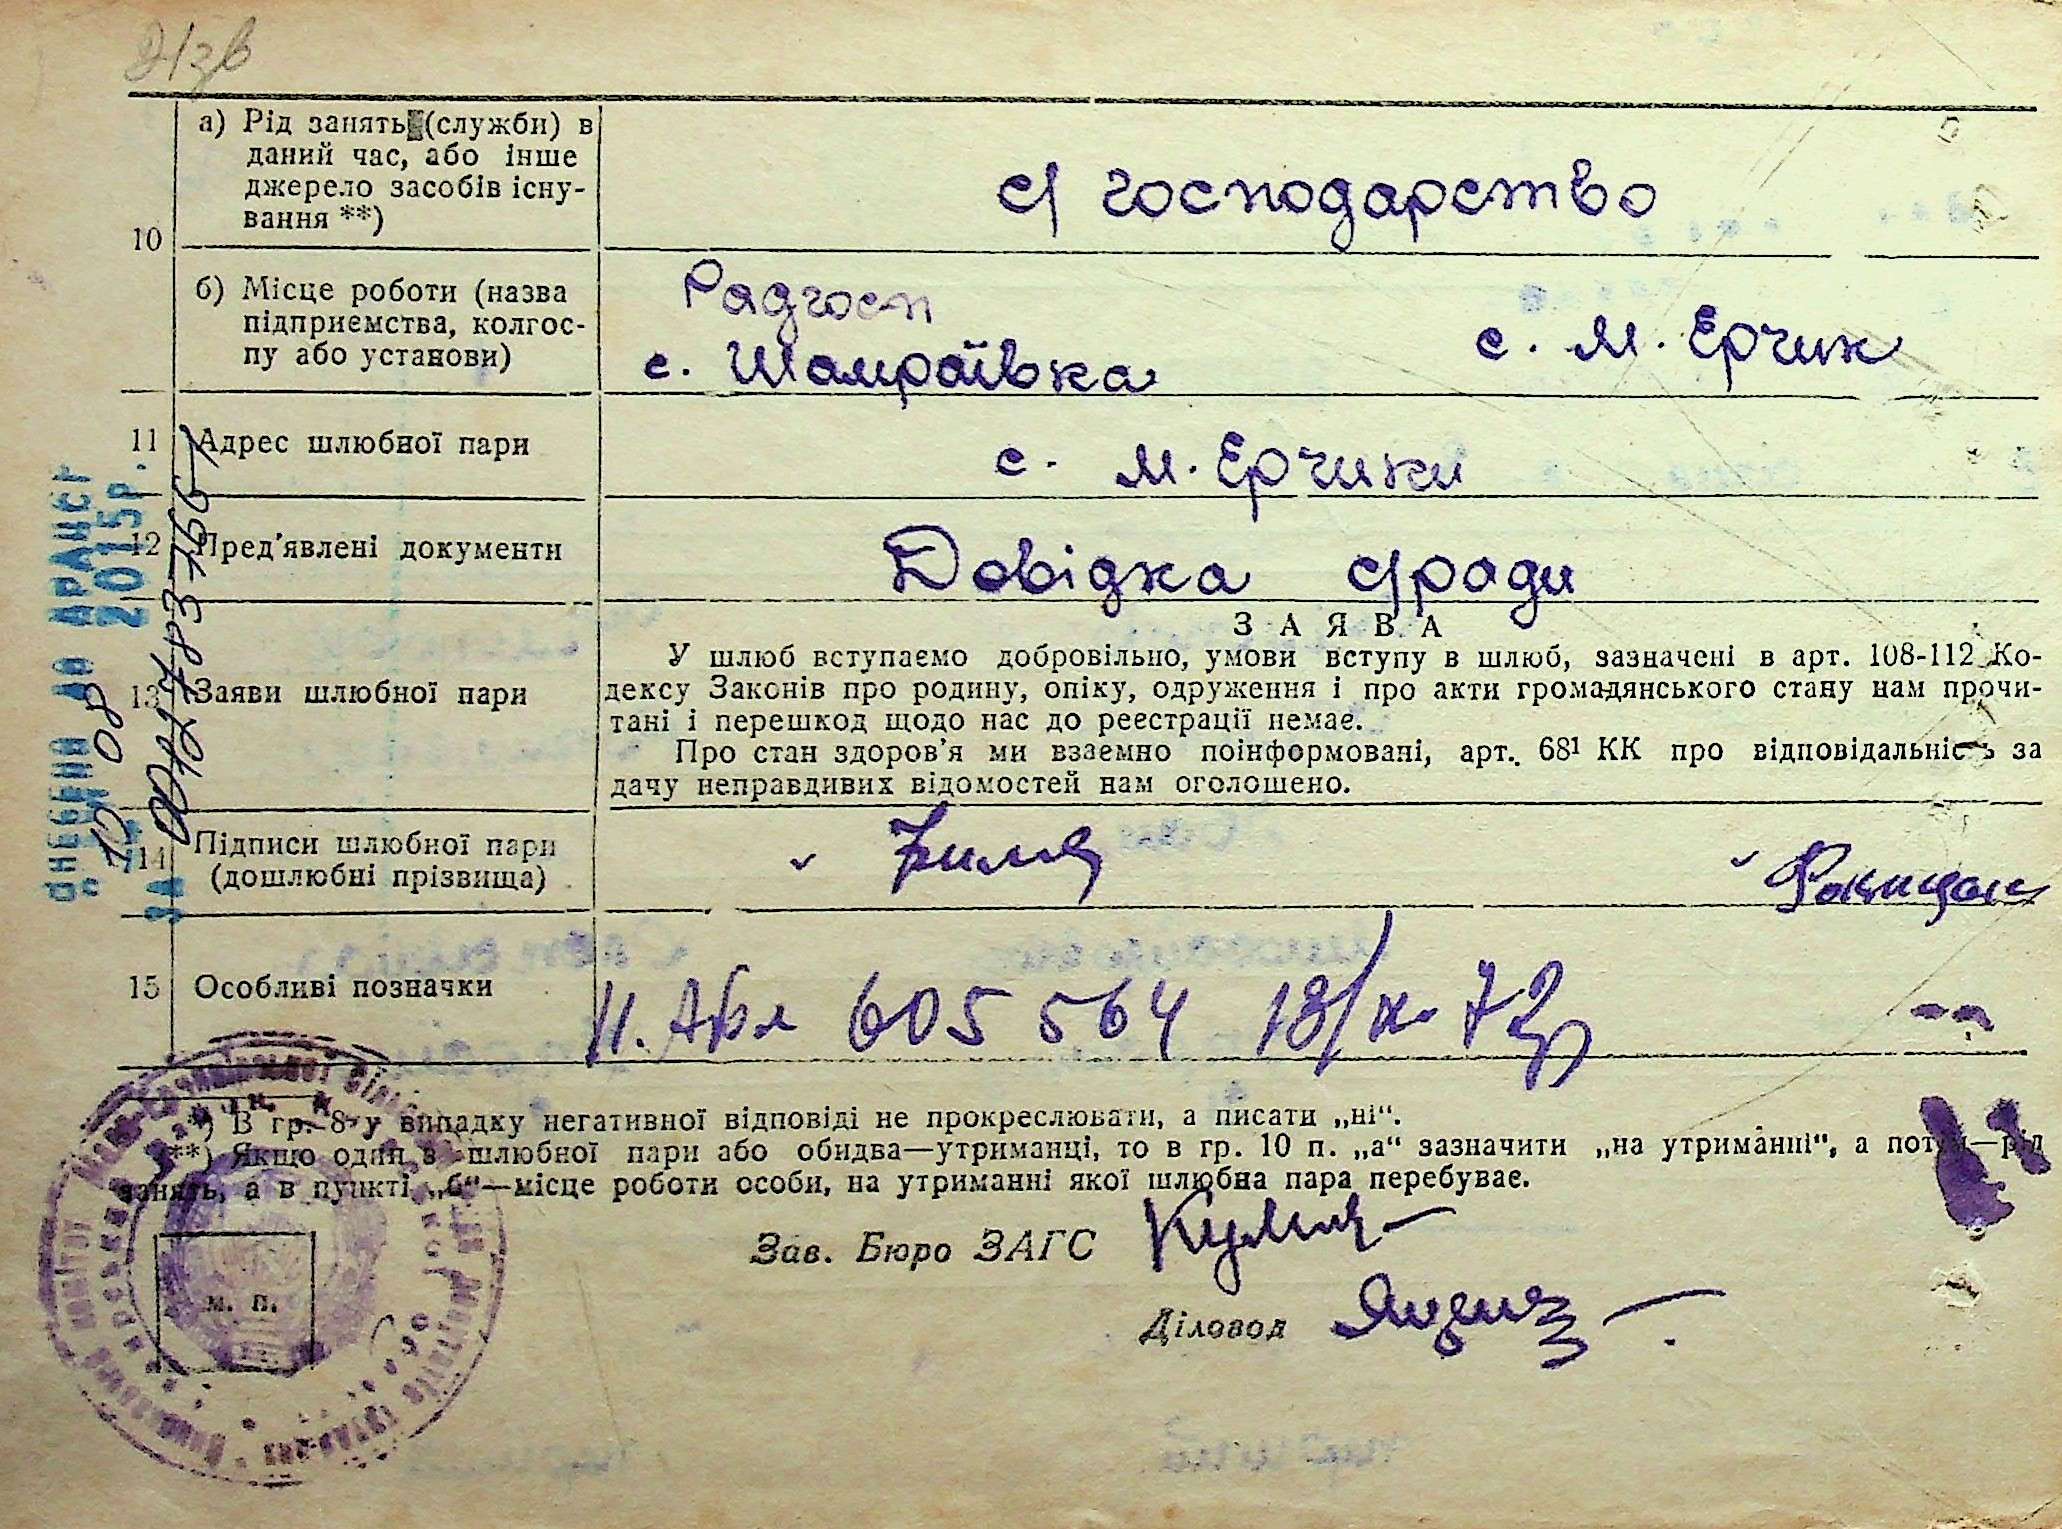 а) Рід занять (служби) в
даний час, або інше
джерело засобів існу-
вання **)
с/ господарство
10
б) Місце роботи (назва
підприємства, колгос-
пу або установи)
Радгосп
с. Шамраївка
с. М. Ерчик
11 Адрес шлюбної пари
с. М. Ерчики
12 Пред'явлені документи
Довідка с/ради
ЗАЯВА
13 Заяви шлюбної пари
У шлюб вступаємо добровільно, умови вступу в шлюб, зазначені в арт. 108-112 Ко-
дексу Законів про родину, опіку, одруження і про акти громадянського стану нам прочи-
тані і перешкод щодо нас до реєстрації немає.
Про стан здоров'я ми взаємно поінформовані, арт. 68¹ КК про відповідальність за
дачу неправдивих відомостей нам оголошено.
14 Підписи шлюбної пари
(дошлюбні прізвища)
15 Особливі позначки
605564
*) В гр. 8 у випадку негативної відповіді не прокреслювати, а писати „ні“.
**) Якщо один з шлюбної пари або обидва—утриманці, то в гр. 10 п. „а“ зазначити „на утриманні“, а потім—рід
занять, а в пункті „б“—місце роботи особи, на утриманні якої шлюбна пара перебуває.
Зав. Бюро ЗАГС
Діловод
м. п.
ВНЕСЕНА ДО ДРАЦСГ
12 08 2015р.
ЗА